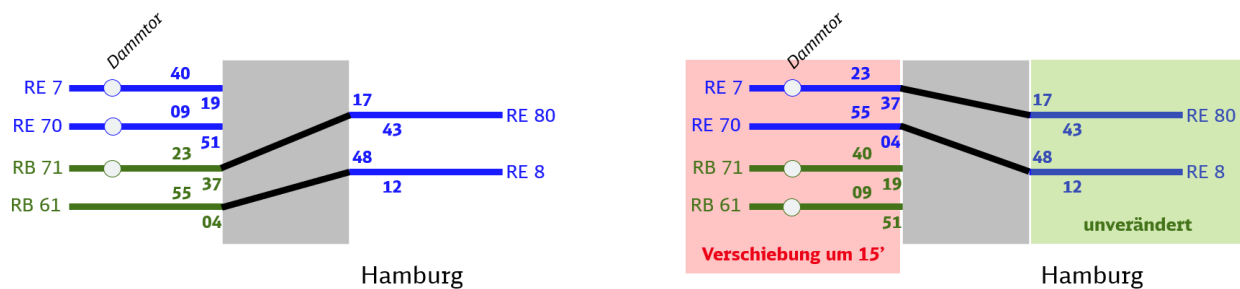 Dammtor
RE 7 40
19
RE 70 09
51
RB 71 23
37
RB 61 55
04
17
43 RE 80
48
12 RE 8
Hamburg
Dammtor
RE 7 23
37
RE 70 55
04
RB 71 40
19
RB 61 09
51
17
43 RE 80
48
12 RE 8
unverändert
Verschiebung um 15’
Hamburg